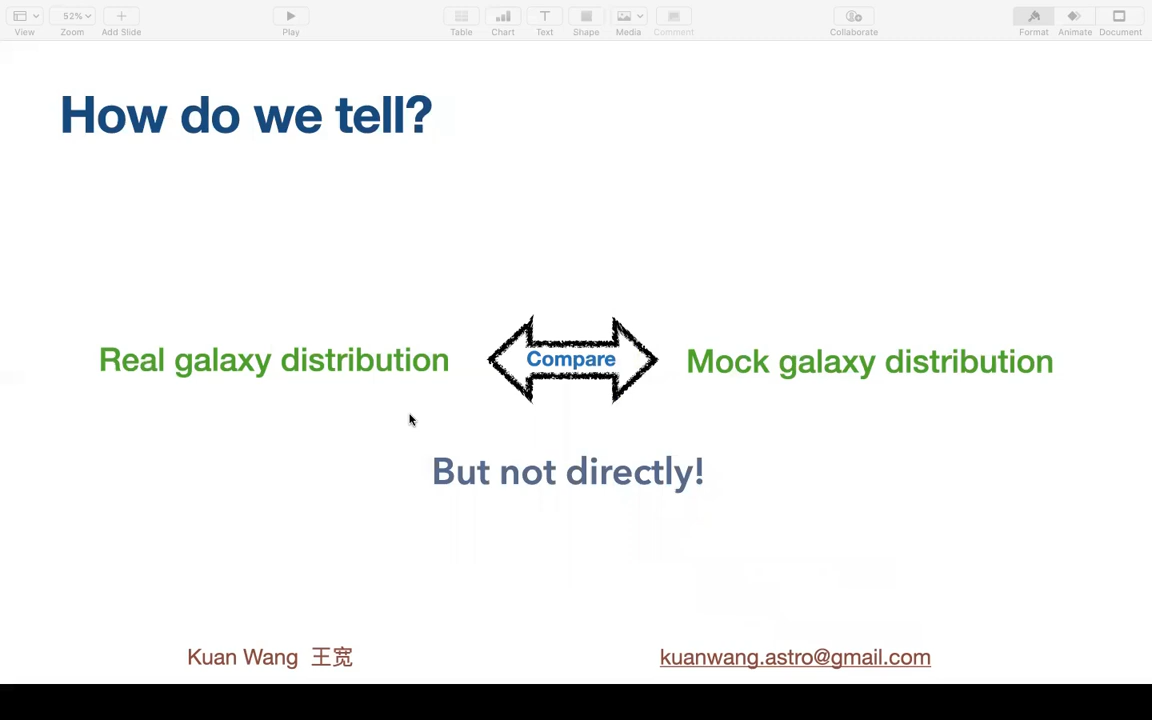 52%
View
Zoom
Add Slide
Play
Table
Chart
Text
Shape
Media
Comment
Collaborate
Format
Animate
Document
How do we tell?
Real galaxy distribution
Compare
Mock galaxy distribution
But not directly!
Kuan Wang 王宽
kuanwang.astro@gmail.com